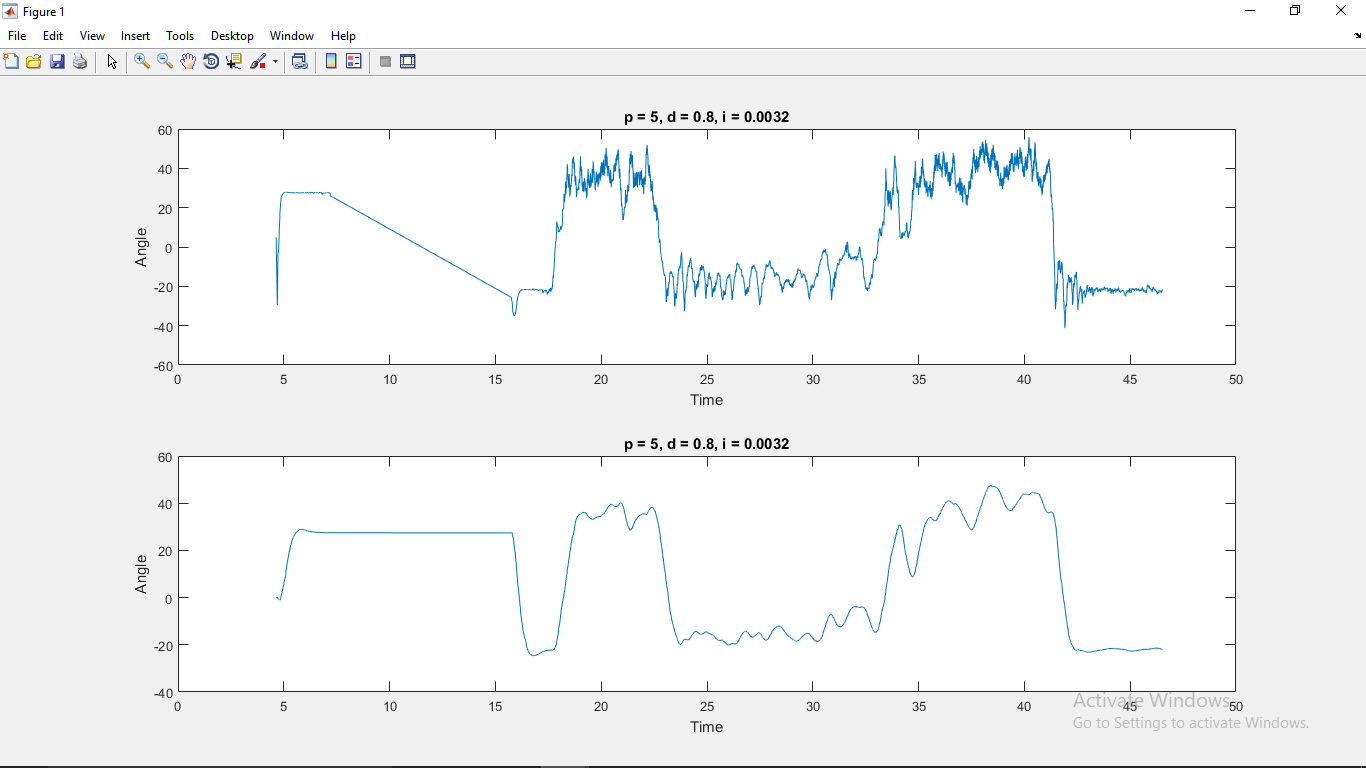 Figure 1
File Edit View Insert Tools Desktop Window Help
p = 5, d = 0.8, i = 0.0032
60
40
20
0
-20
-40
-60
Angle
0 5 10 15 20 25 30 35 40 45 50
Time
p = 5, d = 0.8, i = 0.0032
60
40
20
0
-20
-40
Angle
0 5 10 15 20 25 30 35 40 45 50
Time
Activate Windows
Go to Settings to activate Windows.